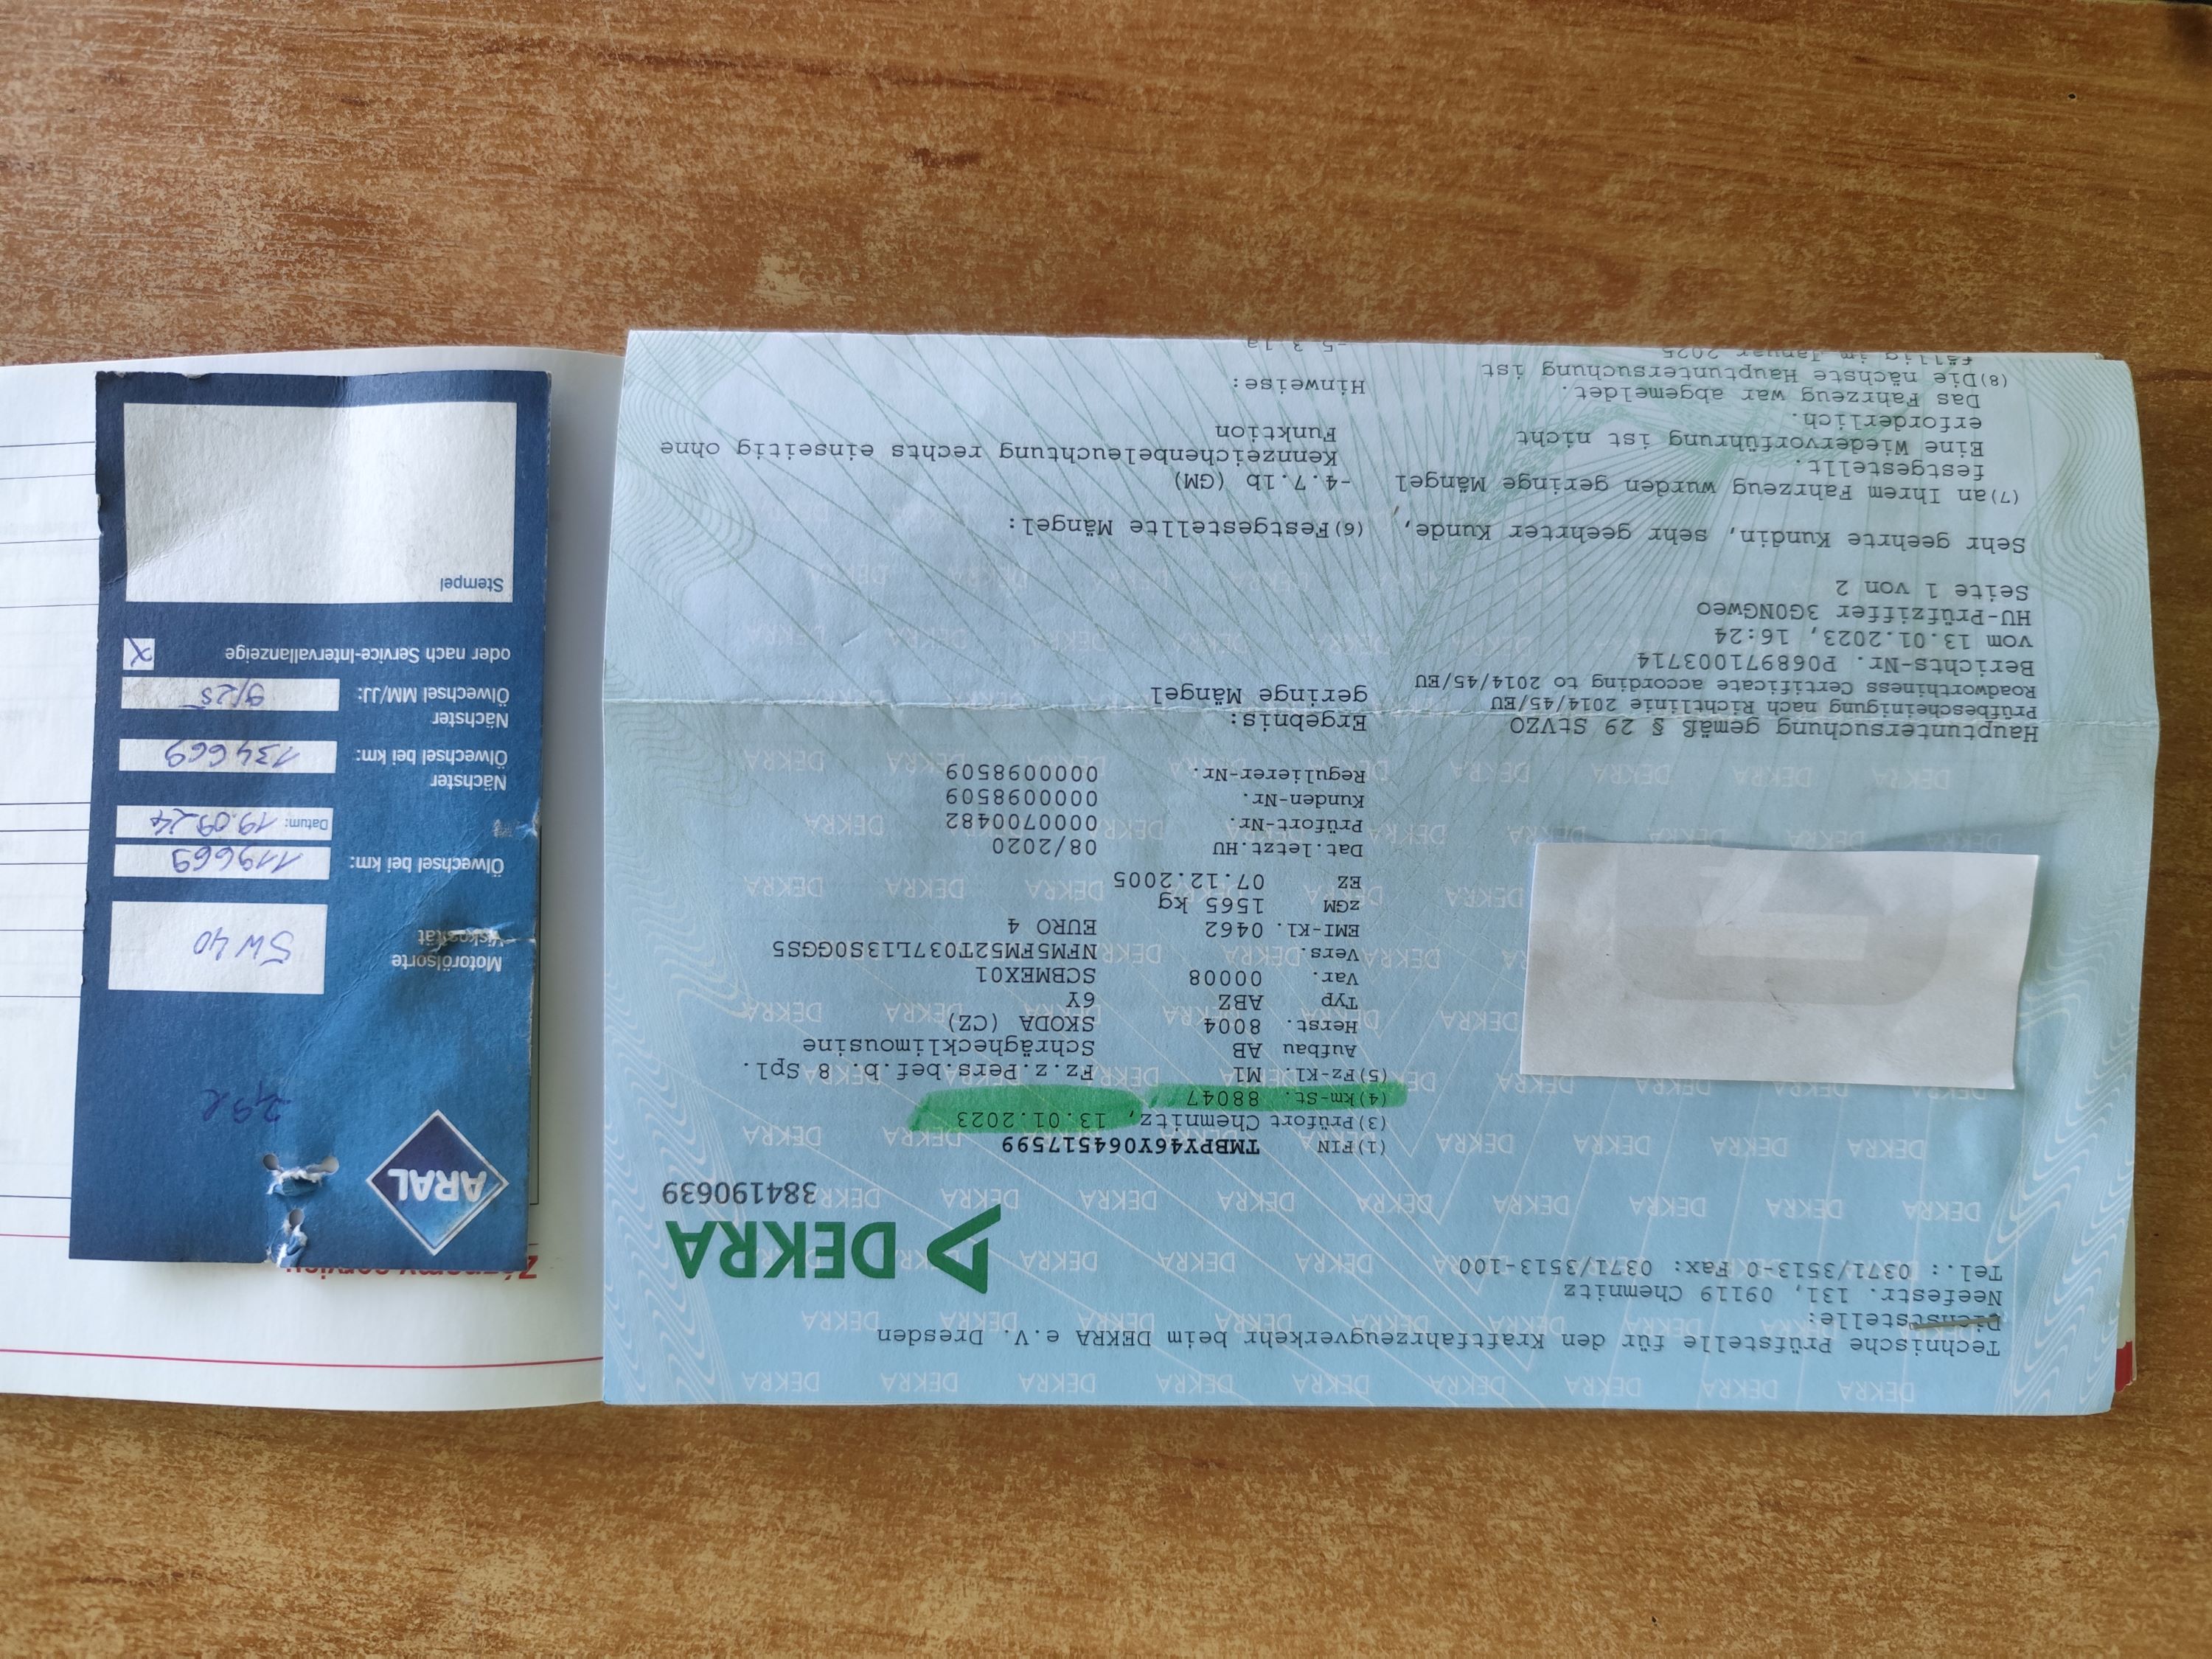 Technische Prüfstelle für den Kraftfahrzeugverkehr beim DEKRA e.V. Dresden
Dienststelle:
Neefestr. 131, 09119 Chemnitz
Tel.: 0371/3513-0 Fax: 0371/3513-100
DEKRA
384190639
(1)FIN TMBPY46Y064517599
(3)Prüfort Chemnitz, 13.01.2023
(4)km-St. 88047
(5)Fz-Kl. M1 Fz.z.Pers.bef.b. 8 Spl.
Aufbau AB Schräghecklimousine
Herst. 8004 SKODA (CZ)
Typ ABZ 6Y
Var. 00008 SCBMEX01
Vers. NFM5FM52T037L13S0GGS5
EMI-Kl. 0462 EURO 4
zGM 1565 kg
EZ 07.12.2005
Dat.letzt.HU 08/2020
Prüfort-Nr. 0000700482
Kunden-Nr. 0000098509
Regulierer-Nr. 0000098509
Ergebnis:
geringe Mängel
Hauptuntersuchung gemäß § 29 StVZO
Prüfbescheinigung nach Richtlinie 2014/45/EU
Roadworthiness Certificate according to 2014/45/EU
Berichts-Nr. P068971003714
vom 13.01.2023, 16:24
HU-Prüfziffer 3G0NGweo
Seite 1 von 2
Sehr geehrte Kundin, sehr geehrter Kunde,
(7)an Ihrem Fahrzeug wurden geringe Mängel
festgestellt.
Eine Wiedervorführung ist nicht
erforderlich.
Das Fahrzeug war abgemeldet.
(8)Die nächste Hauptuntersuchung ist
fällig im Januar 2025
(6)Festgestellte Mängel:
-4.7.1b (GM)
Kennzeichenbeleuchtung rechts einseitig ohne
Funktion
Hinweise:
-5.3.1a
ARAL
2,9l
Motorölsorte
Viskosität
5W40
Ölwechsel bei km: 119669
Datum: 19.09.24
Nächster
Ölwechsel bei km: 134669
Nächster
Ölwechsel MM/JJ: 9/25
oder nach Service-Intervallanzeige X
Stempel